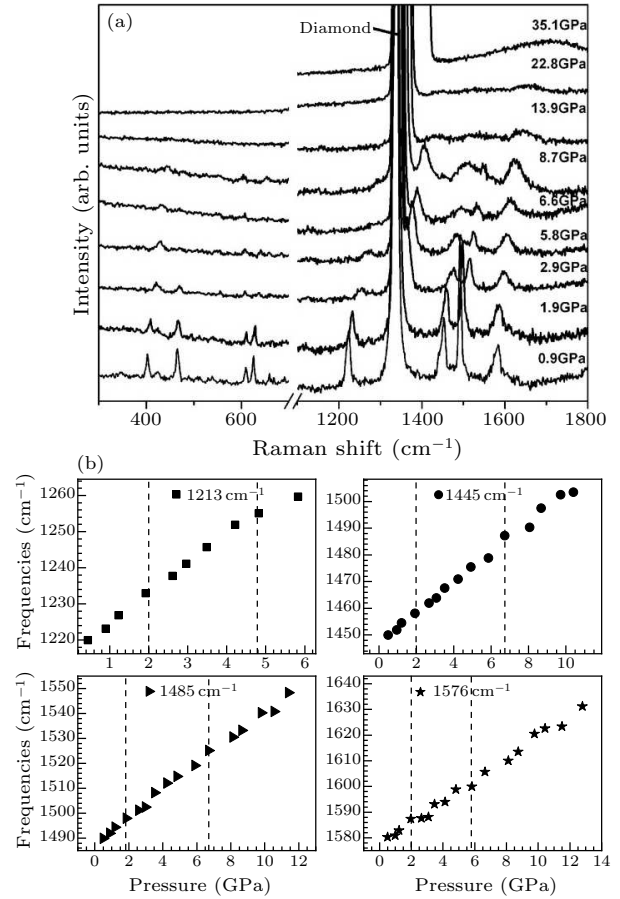 (a)
Diamond
35.1GPa
22.8GPa
13.9GPa
8.7GPa
6.6GPa
5.8GPa
2.9GPa
1.9GPa
0.9GPa
Intensity (arb. units)
400 600 1200 1400 1600 1800
Raman shift (cm⁻¹)
(b)
1213 cm⁻¹
1260
1250
1240
1230
1220
Frequencies (cm⁻¹)
1 2 3 4 5 6
1445 cm⁻¹
1500
1490
1480
1470
1460
1450
0 2 4 6 8 10
1485 cm⁻¹
1550
1540
1530
1520
1510
1500
1490
Frequencies (cm⁻¹)
0 2 4 6 8 10 12
Pressure (GPa)
1576 cm⁻¹
1640
1630
1620
1610
1600
1590
1580
0 2 4 6 8 10 12 14
Pressure (GPa)